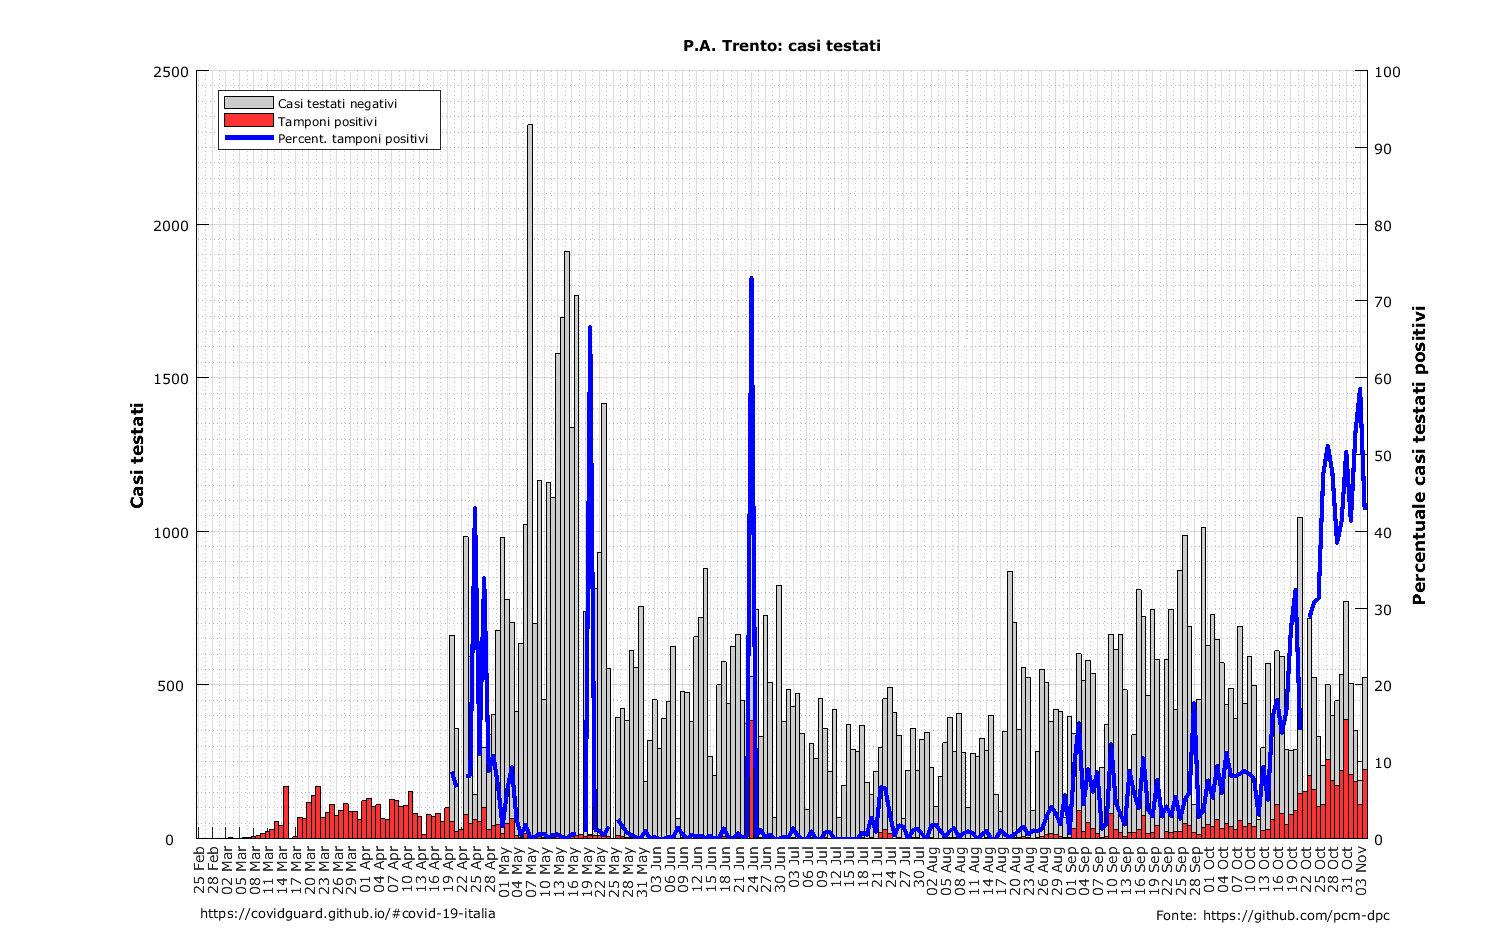 P.A. Trento: casi testati
2500
2000
1500
1000
500
0
100
90
80
70
60
50
40
30
20
10
0
Casi testati negativi
Tamponi positivi
Percent. tamponi positivi
Casi testati
Percentuale casi testati positivi
25 Feb
28 Feb
02 Mar
05 Mar
08 Mar
11 Mar
14 Mar
17 Mar
20 Mar
23 Mar
26 Mar
29 Mar
01 Apr
04 Apr
07 Apr
10 Apr
13 Apr
16 Apr
19 Apr
22 Apr
25 Apr
28 Apr
01 May
04 May
07 May
10 May
13 May
16 May
19 May
22 May
25 May
28 May
31 May
03 Jun
06 Jun
09 Jun
12 Jun
15 Jun
18 Jun
21 Jun
24 Jun
27 Jun
30 Jun
03 Jul
06 Jul
09 Jul
12 Jul
15 Jul
18 Jul
21 Jul
24 Jul
27 Jul
30 Jul
02 Aug
05 Aug
08 Aug
11 Aug
14 Aug
17 Aug
20 Aug
23 Aug
26 Aug
29 Aug
01 Sep
04 Sep
07 Sep
10 Sep
13 Sep
16 Sep
19 Sep
22 Sep
25 Sep
28 Sep
01 Oct
04 Oct
07 Oct
10 Oct
13 Oct
16 Oct
19 Oct
22 Oct
25 Oct
28 Oct
31 Oct
03 Nov
https://covidguard.github.io/#covid-19-italia
Fonte: https://github.com/pcm-dpc